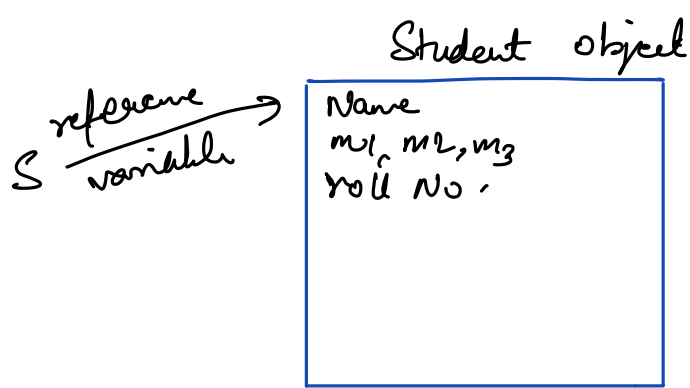 Student object
reference
S
variable
Name
m1, m2, m3
roll No.